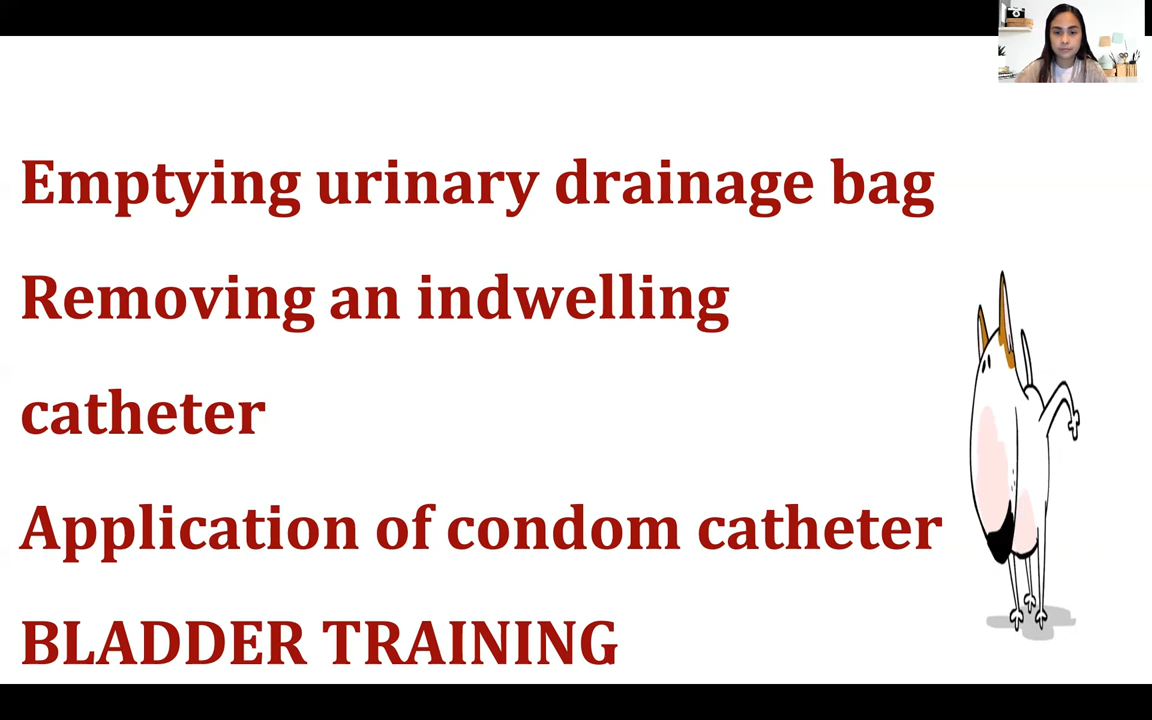 Emptying urinary drainage bag
Removing an indwelling
catheter
Application of condom catheter
BLADDER TRAINING